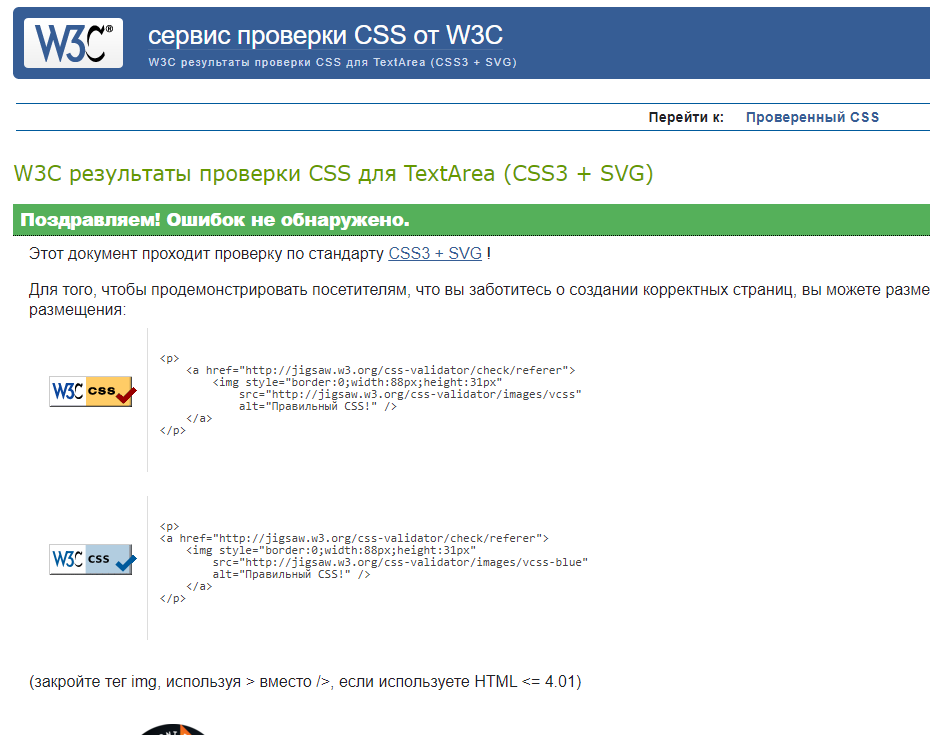 W3C®
сервис проверки CSS от W3C
W3C результаты проверки CSS для TextArea (CSS3 + SVG)
Перейти к: Проверенный CSS
W3C результаты проверки CSS для TextArea (CSS3 + SVG)
Поздравляем! Ошибок не обнаружено.
Этот документ проходит проверку по стандарту CSS3 + SVG !
Для того, чтобы продемонстрировать посетителям, что вы заботитесь о создании корректных страниц, вы можете разме
размещения:
W3C css
<p>
<a href="http://jigsaw.w3.org/css-validator/check/referer">
<img style="border:0;width:88px;height:31px"
src="http://jigsaw.w3.org/css-validator/images/vcss"
alt="Правильный CSS!" />
</a>
</p>
W3C css
<p>
<a href="http://jigsaw.w3.org/css-validator/check/referer">
<img style="border:0;width:88px;height:31px"
src="http://jigsaw.w3.org/css-validator/images/vcss-blue"
alt="Правильный CSS!" />
</a>
</p>
(закройте тег img, используя > вместо />, если используете HTML <= 4.01)